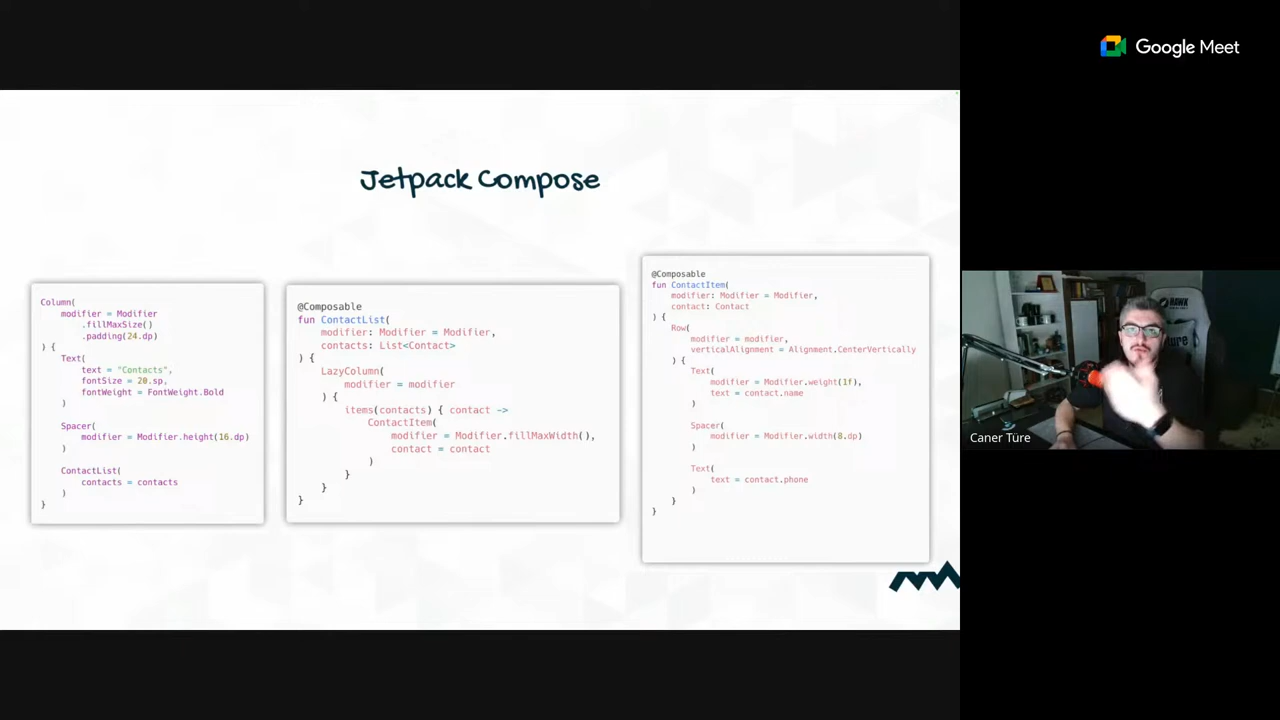 Google Meet
Jetpack Compose
Column(
modifier = Modifier
.fillMaxSize()
.padding(24.dp)
) {
Text(
text = "Contacts",
fontSize = 20.sp,
fontWeight = FontWeight.Bold
)
Spacer(
modifier = Modifier.height(16.dp)
)
ContactList(
contacts = contacts
)
}
@Composable
fun ContactList(
modifier: Modifier = Modifier,
contacts: List<Contact>
) {
LazyColumn(
modifier = modifier
) {
items(contacts) { contact ->
ContactItem(
modifier = Modifier.fillMaxWidth(),
contact = contact
)
}
}
}
@Composable
fun ContactItem(
modifier: Modifier = Modifier,
contact: Contact
) {
Row(
modifier = modifier,
verticalAlignment = Alignment.CenterVertically
) {
Text(
modifier = Modifier.weight(1f),
text = contact.name
)
Spacer(
modifier = Modifier.width(8.dp)
)
Text(
text = contact.phone
)
}
}
HAWK
Caner Türe